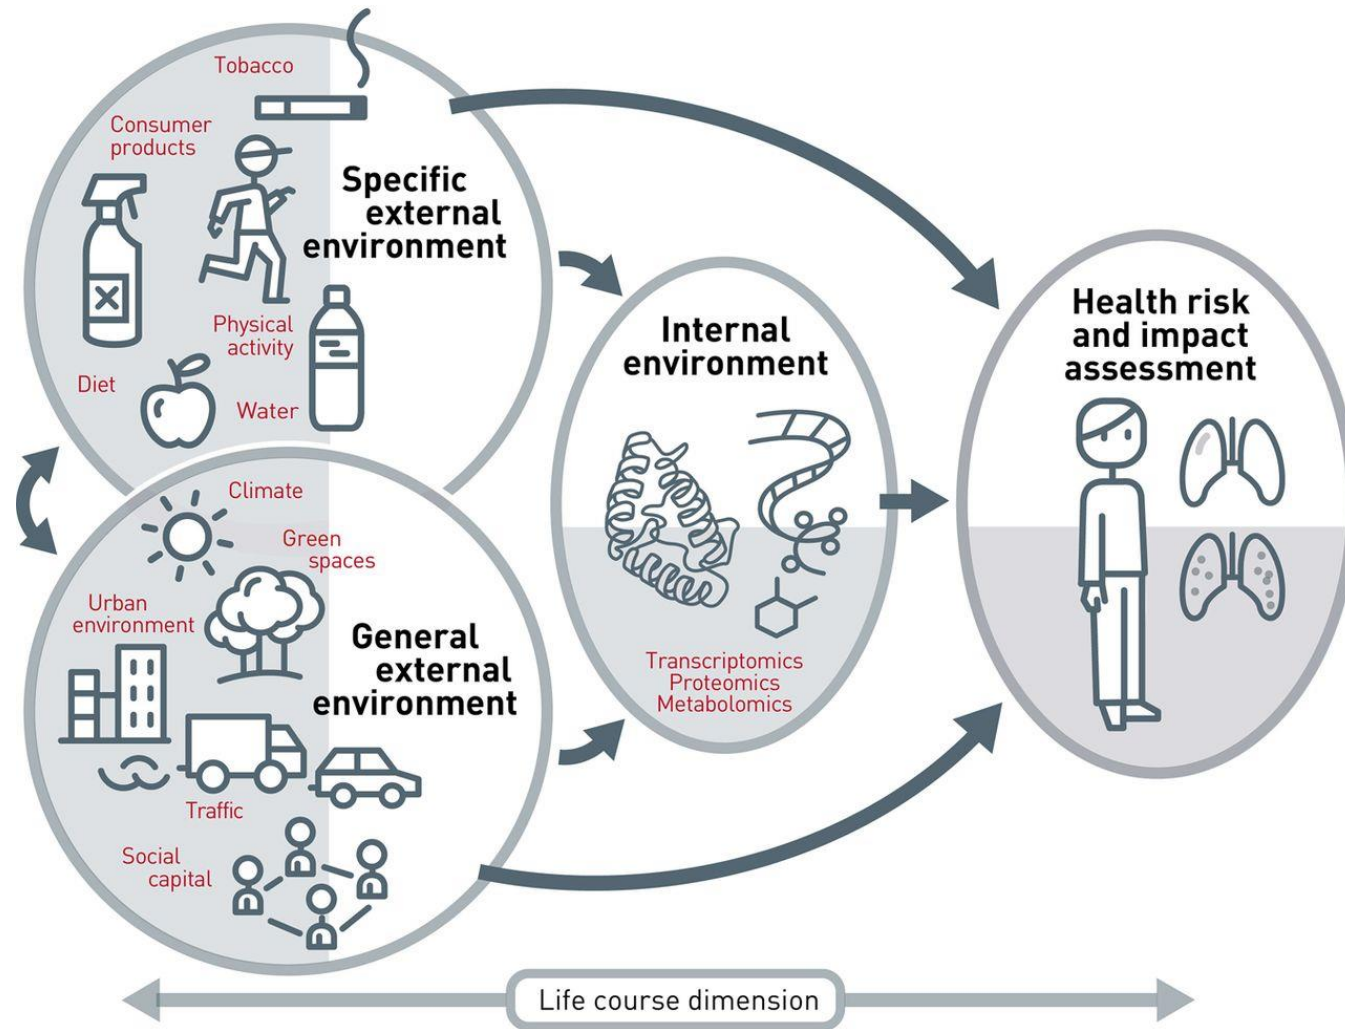 Tobacco
Consumer
products
Specific
external
environment
Physical
activity
Diet
Water
Climate
Green
spaces
Urban
environment
General
external
environment
Traffic
Social
capital
Internal
environment
Transcriptomics
Proteomics
Metabolomics
Health risk
and impact
assessment
Life course dimension